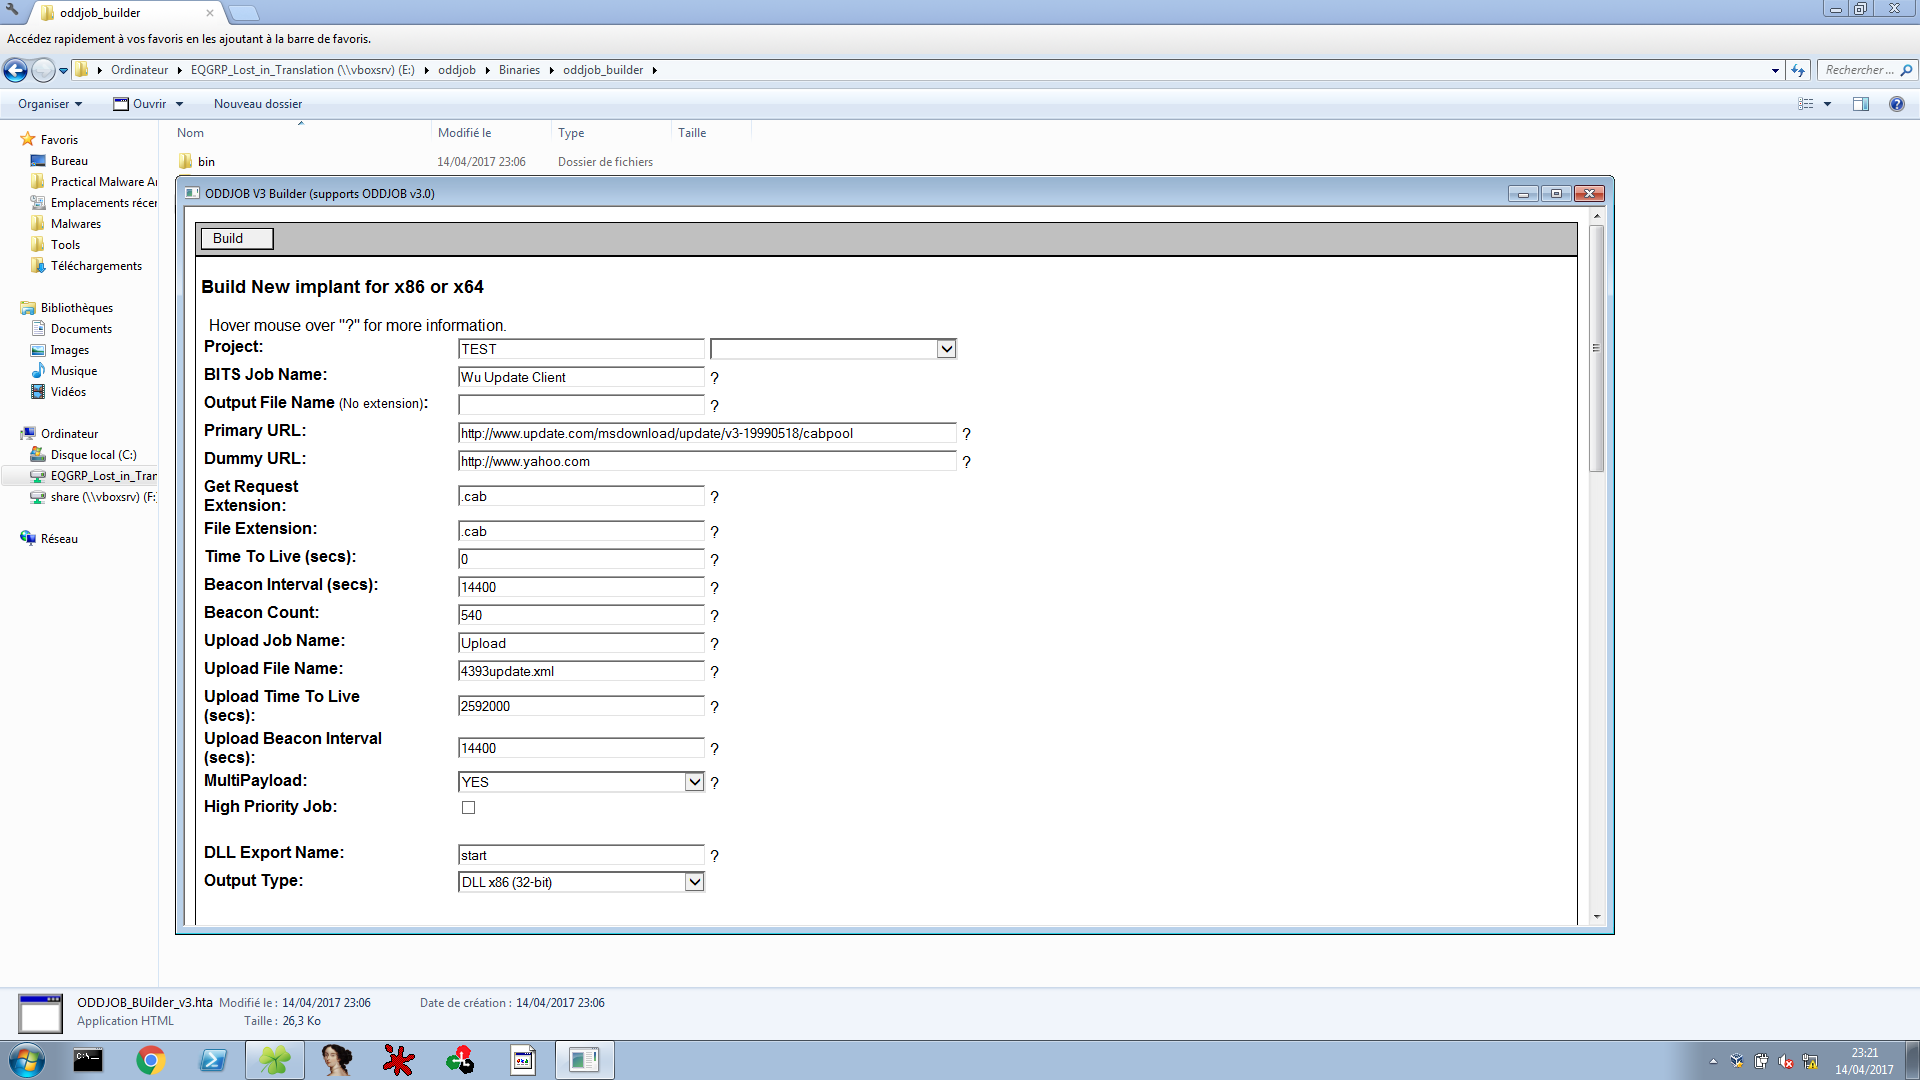 oddjob_builder
Accédez rapidement à vos favoris en les ajoutant à la barre de favoris.
Ordinateur EQGRP_Lost_in_Translation (\\vboxsrv) (E:) oddjob Binaries oddjob_builder
Rechercher ...
Organiser Ouvrir Nouveau dossier
Nom Modifié le Type Taille
bin 14/04/2017 23:06 Dossier de fichiers
Favoris
Bureau
Practical Malware Ar
Emplacements récer
Malwares
Tools
Téléchargements
Bibliothèques
Documents
Images
Musique
Vidéos
Ordinateur
Disque local (C:)
EQGRP_Lost_in_Trar
share (\\vboxsrv) (F:
Réseau
ODDJOB V3 Builder (supports ODDJOB v3.0)
Build
Build New implant for x86 or x64
Hover mouse over "?" for more information.
Project: TEST
BITS Job Name: Wu Update Client ?
Output File Name (No extension): ?
Primary URL: http://www.update.com/msdownload/update/v3-19990518/cabpool ?
Dummy URL: http://www.yahoo.com ?
Get Request
Extension: .cab ?
File Extension: .cab ?
Time To Live (secs): 0 ?
Beacon Interval (secs): 14400 ?
Beacon Count: 540 ?
Upload Job Name: Upload ?
Upload File Name: 4393update.xml ?
Upload Time To Live
(secs): 2592000 ?
Upload Beacon Interval
(secs): 14400 ?
MultiPayload: YES ?
High Priority Job:
DLL Export Name: start ?
Output Type: DLL x86 (32-bit)
ODDJOB_BUilder_v3.hta Modifié le : 14/04/2017 23:06 Date de création : 14/04/2017 23:06
Application HTML Taille : 26,3 Ko
23:21
14/04/2017